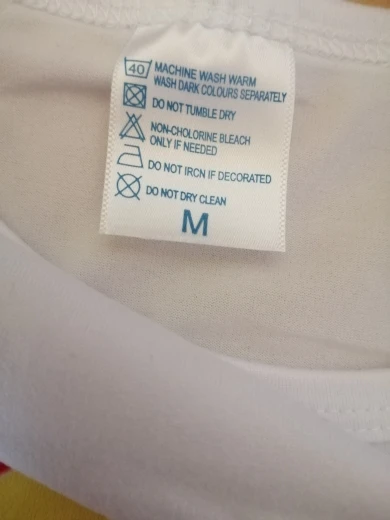 40 MACHINE WASH WARM
WASH DARK COLOURS SEPARATELY
DO NOT TUMBLE DRY
NON-CHOLORINE BLEACH
ONLY IF NEEDED
DO NOT IRCN IF DECORATED
DO NOT DRY CLEAN
M